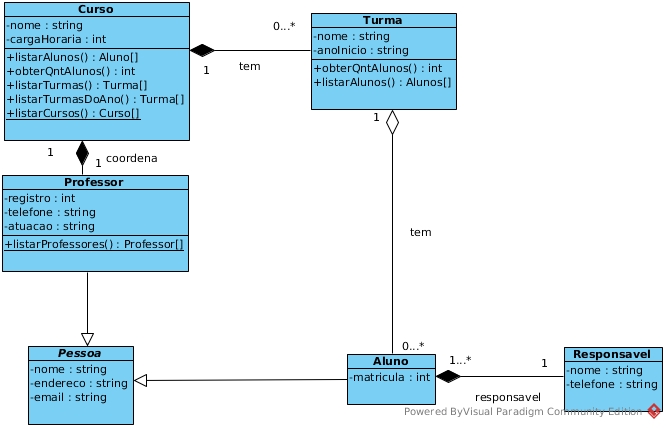 Curso
-nome : string
-cargaHoraria : int
+listarAlunos() : Aluno[]
+obterQntAlunos() : int
+listarTurmas() : Turma[]
+listarTurmasDoAno() : Turma[]
+listarCursos() : Curso[]
0...*
1
tem
Turma
-nome : string
-anoInicio : string
+obterQntAlunos() : int
+listarAlunos() : Alunos[]
1
1
1
coordena
Professor
-registro : int
-telefone : string
-atuacao : string
+listarProfessores() : Professor[]
tem
0...*
Pessoa
-nome : string
-endereco : string
-email : string
Aluno
-matricula : int
1...*
1
responsavel
Responsavel
-nome : string
-telefone : string
Powered ByVisual Paradigm Community Edition